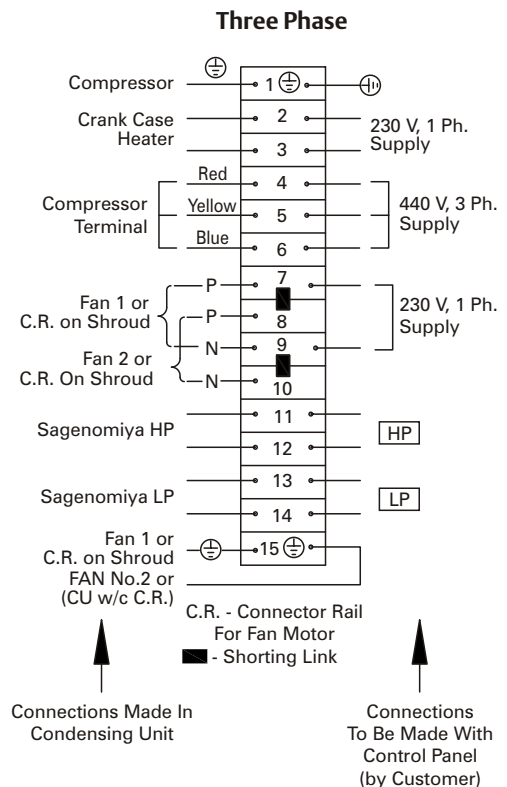 Three Phase
Compressor
1
Crank Case
Heater
2
3
230 V, 1 Ph.
Supply
Compressor
Terminal
Red
Yellow
Blue
4
5
6
440 V, 3 Ph.
Supply
Fan 1 or
C.R. on Shroud
P
P
7
8
230 V, 1 Ph.
Supply
Fan 2 or
C.R. On Shroud
N
N
9
10
Sagenomiya HP
11
12
HP
Sagenomiya LP
13
14
LP
Fan 1 or
C.R. on Shroud
15
FAN No.2 or
(CU w/c C.R.)
C.R. - Connector Rail
For Fan Motor
- Shorting Link
Connections Made In
Condensing Unit
Connections
To Be Made With
Control Panel
(by Customer)